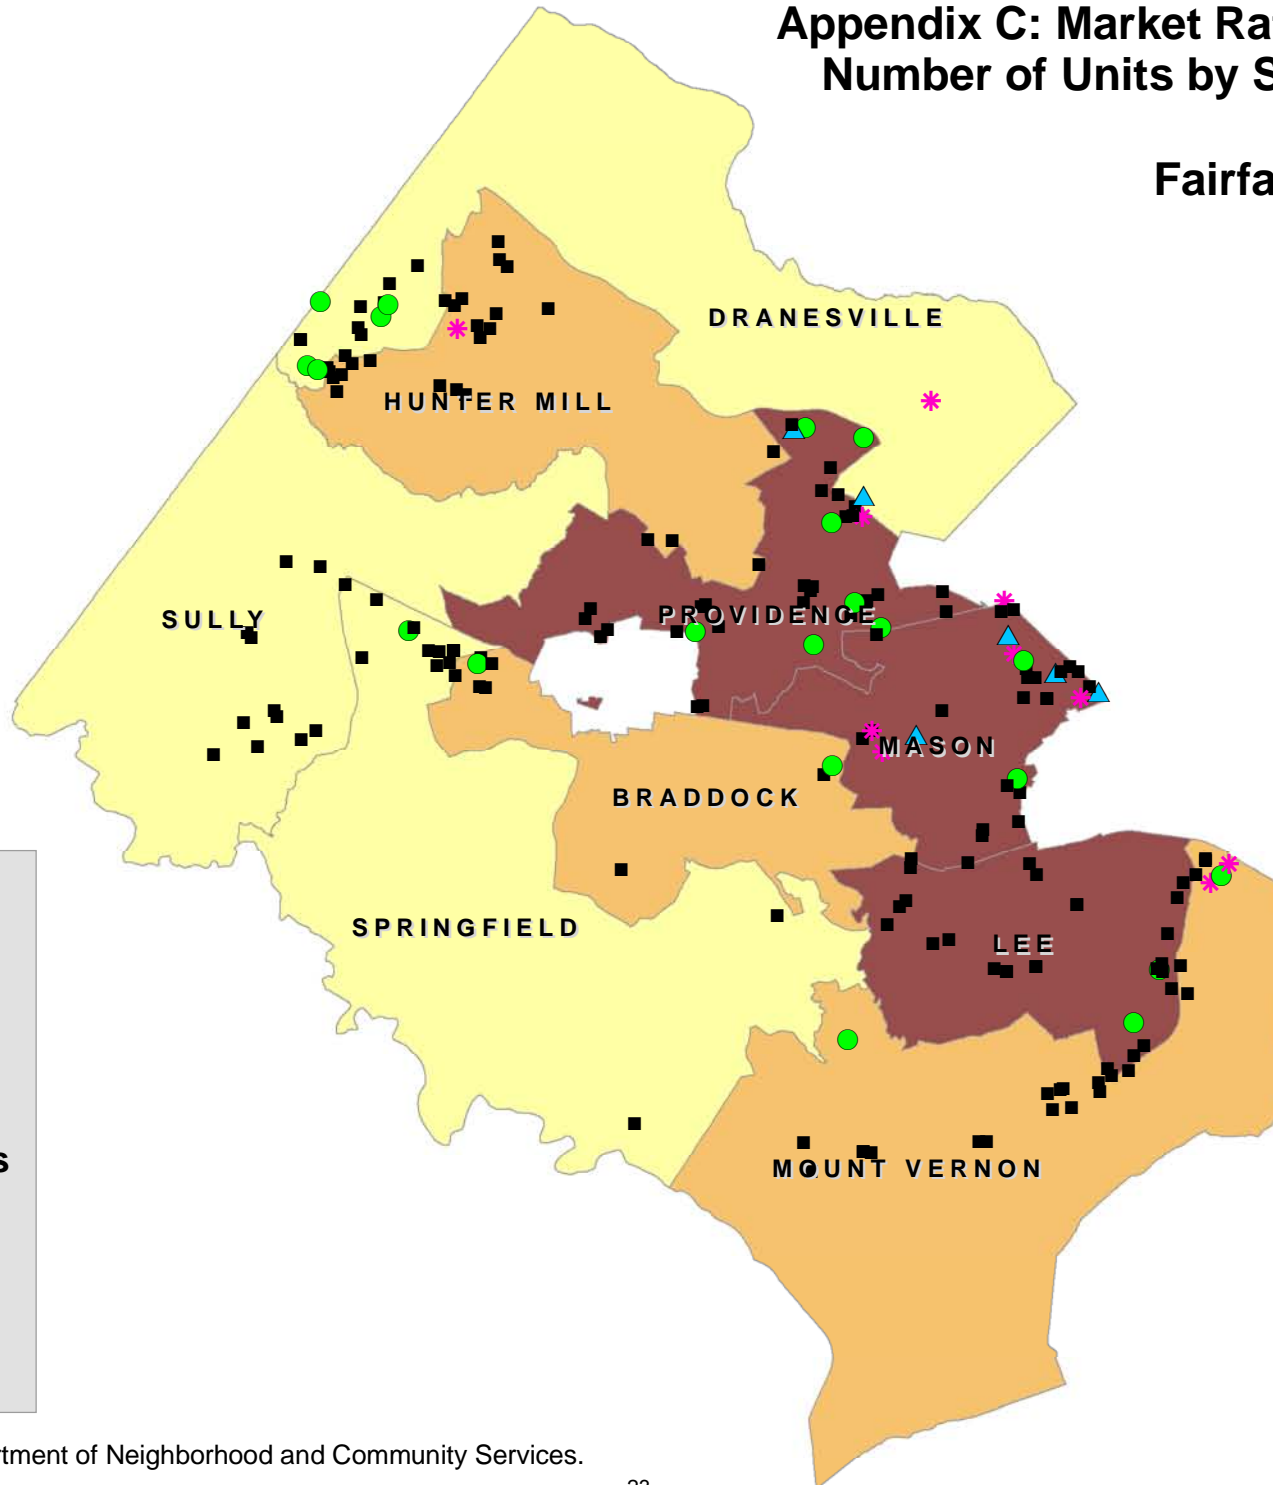 Appendix C: Market Ra
Number of Units by S
Fairfa
DRANESVILLE
HUNTER MILL
SULLY
PROVIDENCE
MASON
BRADDOCK
SPRINGFIELD
LEE
s
MOUNT VERNON
rtment of Neighborhood and Community Services.